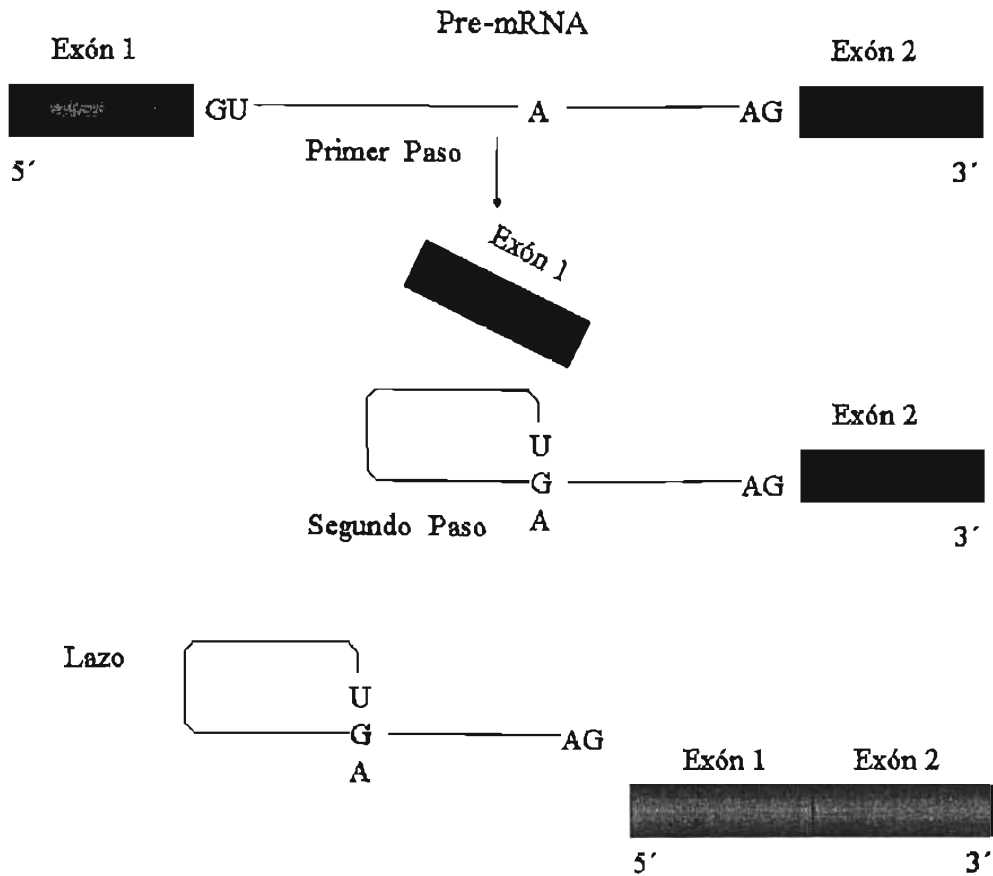 Pre-mRNA
Exón 1 Exón 2
GU A AG
Primer Paso
5´ 3´
Exón 1
Exón 2
U
G AG
Segundo Paso A
3´
Lazo
U
G AG
A
Exón 1 Exón 2
5´ 3´